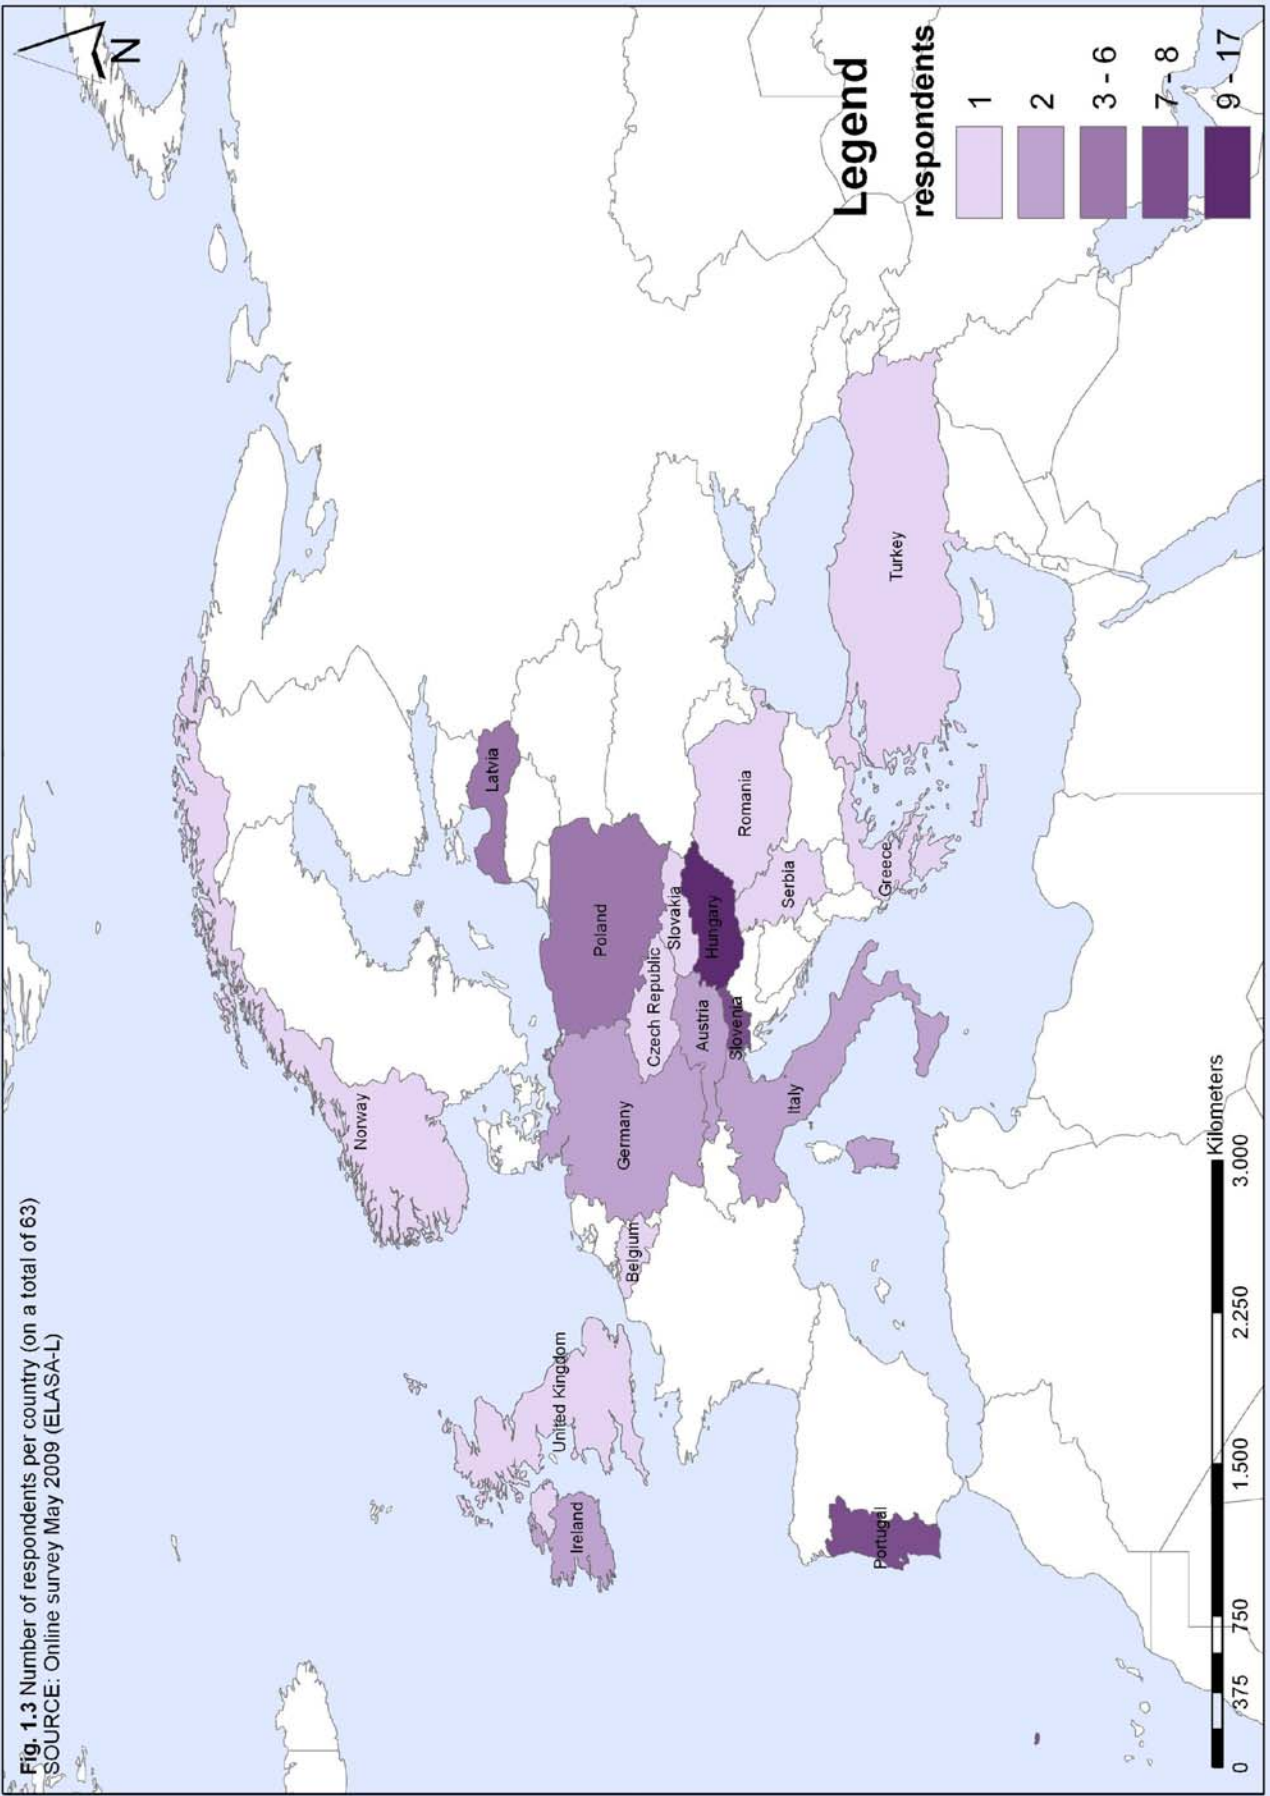 Fig. 1.3 Number of respondents per country (on a total of 63)
SOURCE: Online survey May 2009 (ELASA-L)
N
Norway
Latvia
United Kingdom
Ireland
Poland
Germany
Belgium
Czech Republic
Slovakia
Austria
Hungary
Slovenia
Romania
Serbia
Italy
Greece
Turkey
Portugal
Legend
respondents
1
2
3 - 6
7 - 8
9 - 17
Kilometers
0 375 750 1.500 2.250 3.000